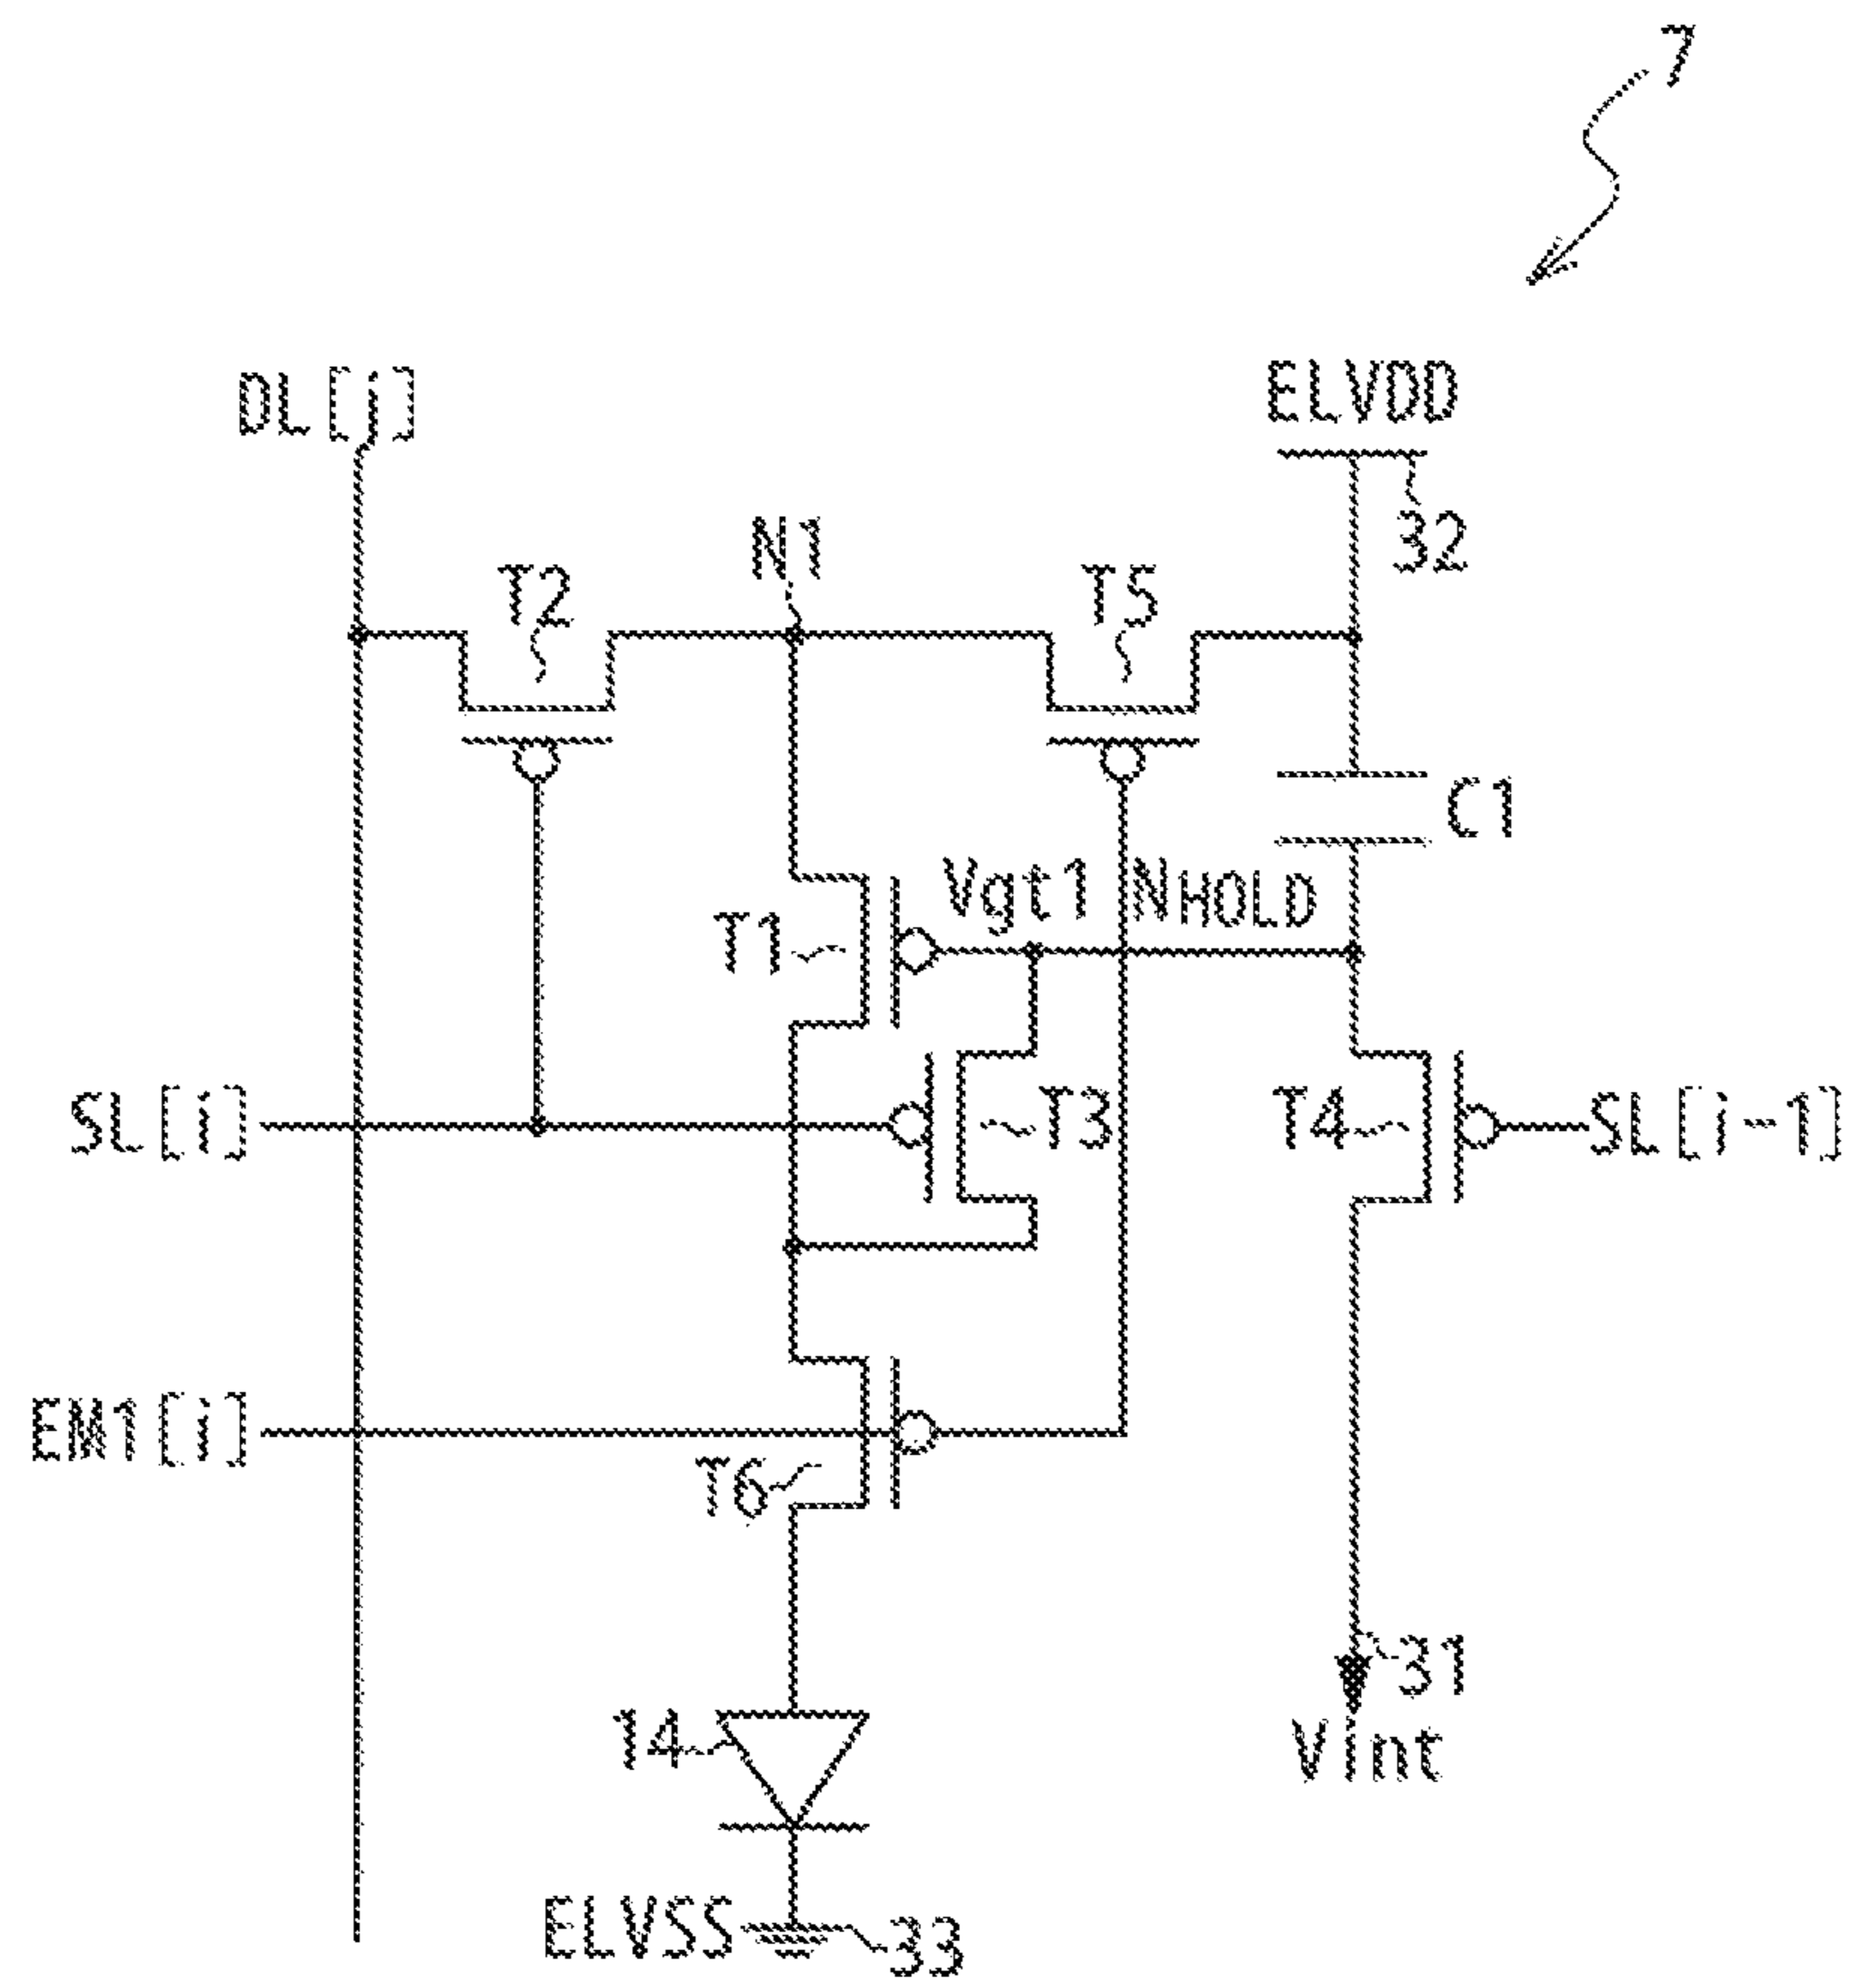 7
DL[j]
ELVDD
32
N1
T2
T5
C1
Vgt1
NHOLD
T1
SL[i]
T3
T4
SL[i-1]
EM1[i]
T6
31
14
Vint
ELVSS
33